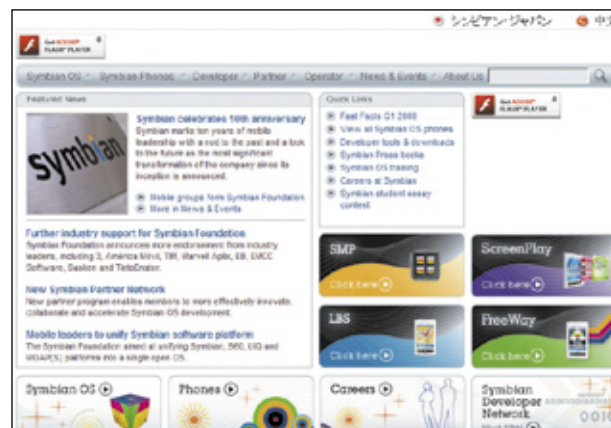 シンビアン・ジャパン 中文
Get ADOBE FLASH PLAYER
Symbian OS Symbian Phones Developer Partner Operator News & Events About Us
Featured News
symbian
Symbian celebrates 10th anniversary
Symbian marks ten years of mobile
leadership with a nod to the past and a look
to the future as the most significant
transformation of the company since its
inception is announced.
Mobile groups form Symbian Foundation
More in News & Events
Quick Links
Fast Facts Q1 2008
View all Symbian OS phones
Developer tools & downloads
Symbian Press books
Symbian OS training
Careers at Symbian
Symbian student essay
contest
Get ADOBE FLASH PLAYER
Further industry support for Symbian Foundation
Symbian Foundation announces more endorsement from industry
leaders, including 3, América Móvil, TIM, Marvell Aplix, EB, EMCC
Software, Sasken and TietoEnator.
New Symbian Partner Network
New partner program enables members to more effectively innovate,
collaborate and accelerate Symbian OS development.
Mobile leaders to unify Symbian software platform
The Symbian Foundation aimed at unifying Symbian, S60, UIQ and
MOAP(S) platforms into a single open OS.
SMP
Click here
ScreenPlay
Click here
LBS
Click here
FreeWay
Click here
Symbian OS
Phones
Careers
Symbian
Developer
Network